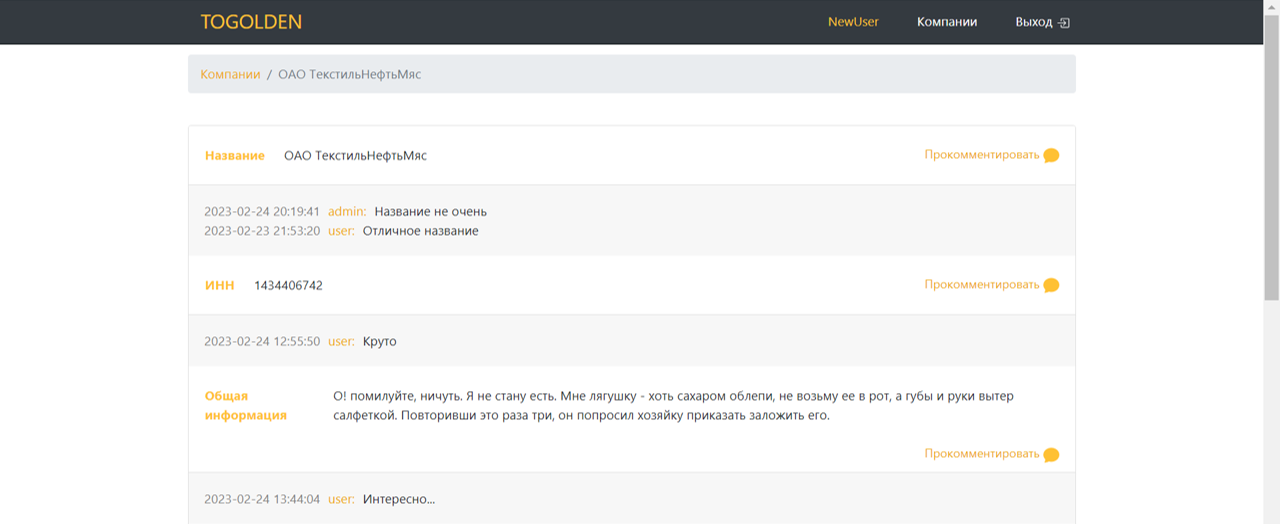 TOGOLDEN
NewUser Компании Выход
Компании / ОАО ТекстильНефтьМяс
Название ОАО ТекстильНефтьМяс Прокомментировать
2023-02-24 20:19:41 admin: Название не очень
2023-02-23 21:53:20 user: Отличное название
ИНН 1434406742 Прокомментировать
2023-02-24 12:55:50 user: Круто
Общая информация
О! помилуйте, ничуть. Я не стану есть. Мне лягушку - хоть сахаром облепи, не возьму ее в рот, а губы и руки вытер
салфеткой. Повторивши это раза три, он попросил хозяйку приказать заложить его.
Прокомментировать
2023-02-24 13:44:04 user: Интересно...